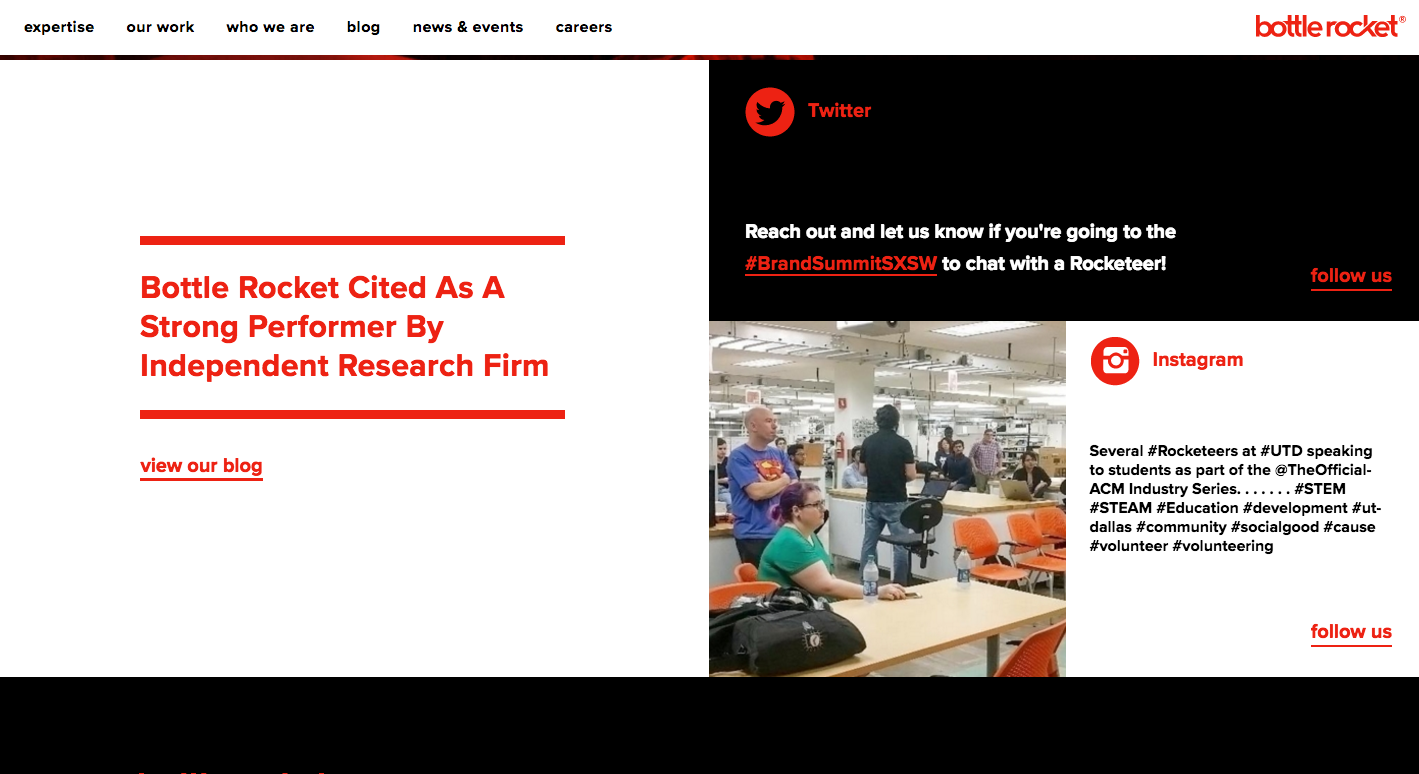 expertise
our work
who we are
blog
news & events
careers
bottle rocket®
Bottle Rocket Cited As A
Strong Performer By
Independent Research Firm
view our blog
Twitter
Reach out and let us know if you're going to the
#BrandSummitSXSW to chat with a Rocketeer!
follow us
Instagram
Several #Rocketeers at #UTD speaking
to students as part of the @TheOfficial-
ACM Industry Series. . . . . . . #STEM
#STEAM #Education #development #ut-
dallas #community #socialgood #cause
#volunteer #volunteering
follow us